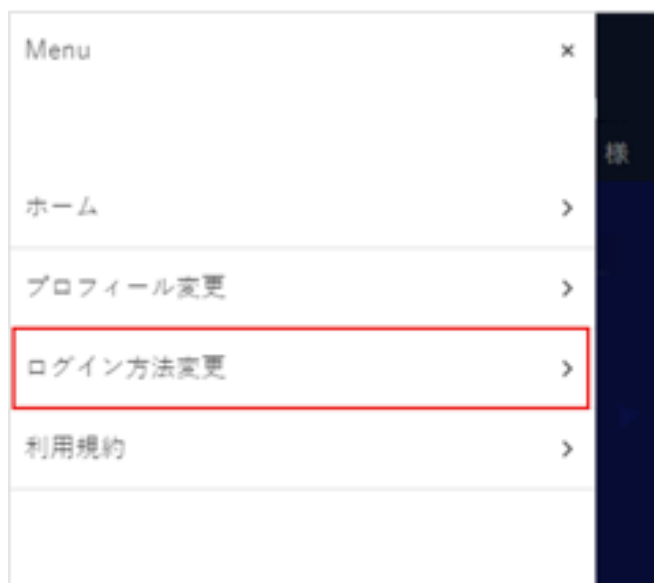 Menu ×
様
ホーム
プロフィール変更
ログイン方法変更
利用規約